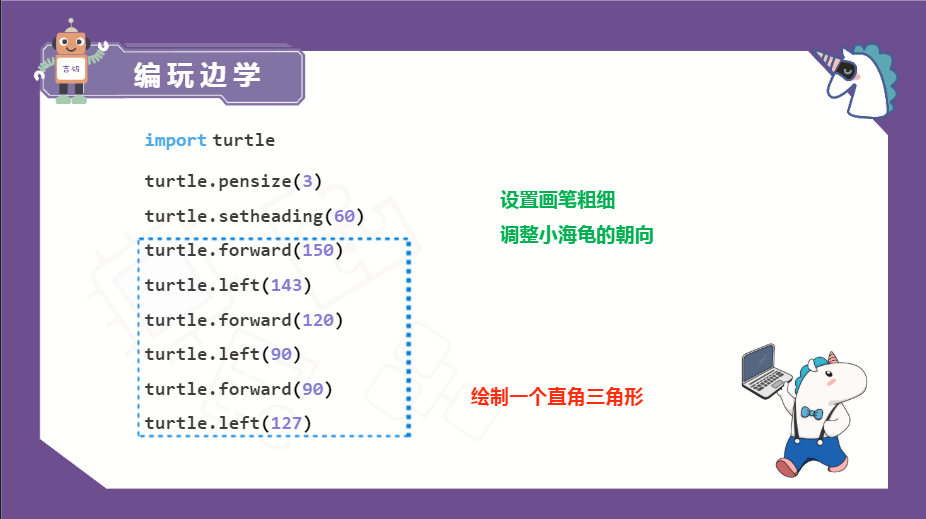 吉蚂
编玩边学
import turtle
turtle.pensize(3)
设置画笔粗细
turtle.setheading(60)
调整小海龟的朝向
turtle.forward(150)
turtle.left(143)
turtle.forward(120)
turtle.left(90)
turtle.forward(90)
绘制一个直角三角形
turtle.left(127)